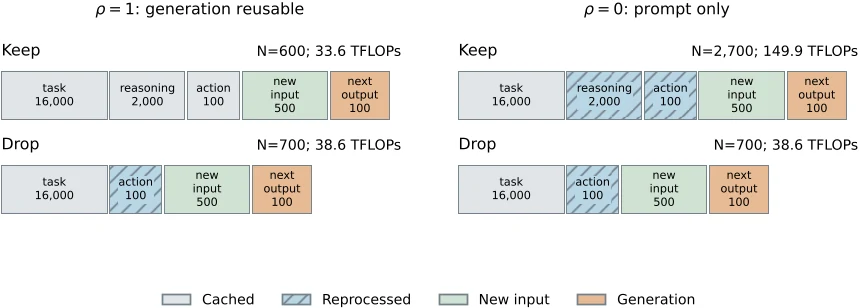 ρ = 1: generation reusable
Keep
N=600; 33.6 TFLOPs
task
16,000
reasoning
2,000
action
100
new
input
500
next
output
100
Drop
N=700; 38.6 TFLOPs
task
16,000
action
100
new
input
500
next
output
100
ρ = 0: prompt only
Keep
N=2,700; 149.9 TFLOPs
task
16,000
reasoning
2,000
action
100
new
input
500
next
output
100
Drop
N=700; 38.6 TFLOPs
task
16,000
action
100
new
input
500
next
output
100
Cached
Reprocessed
New input
Generation